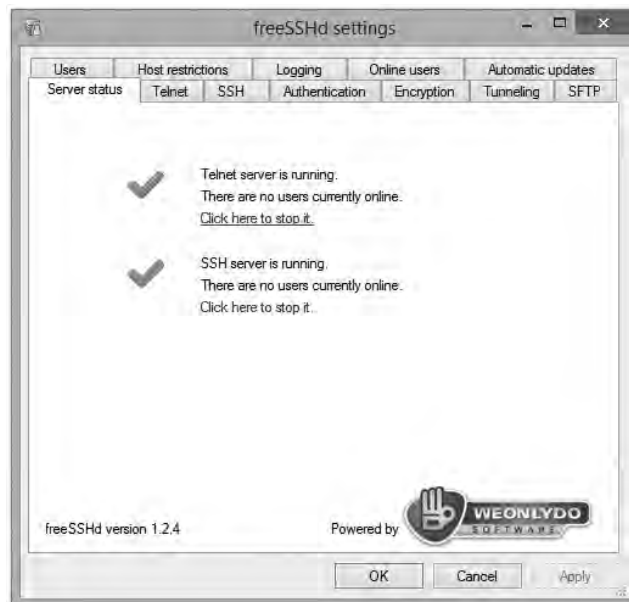 freeSSHd settings
Users Host restrictions Logging Online users Automatic updates
Server status Telnet SSH Authentication Encryption Tunneling SFTP
Telnet server is running.
There are no users currently online.
Click here to stop it.
SSH server is running.
There are no users currently online.
Click here to stop it.
freeSSHd version 1.2.4
Powered by
WEONLYDO
SOFTWARE
OK Cancel Apply